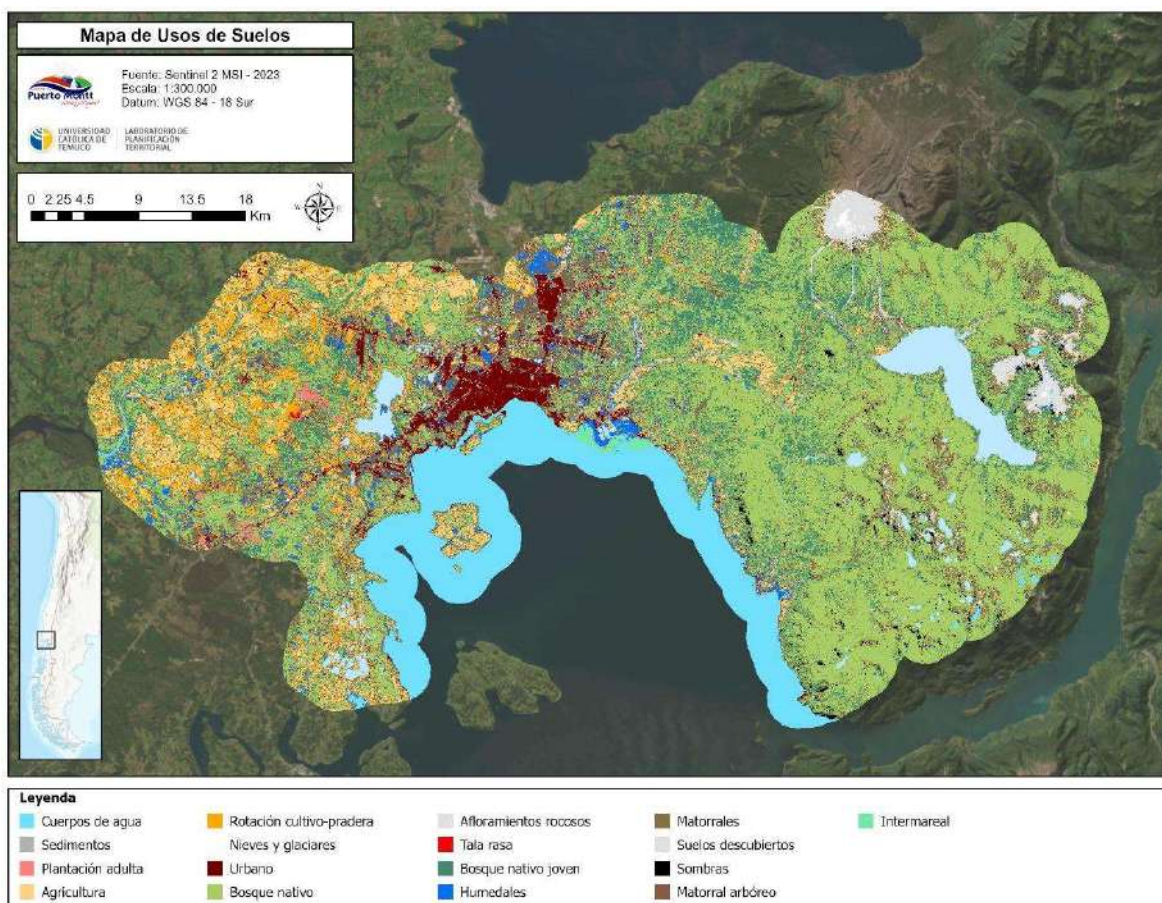 Mapa de Usos de Suelos
Puerto Montt
Fuente: Sentinel 2 MSI - 2023
Escala: 1:300.000
Datum: WGS 84 - 18 Sur
UNIVERSIDAD CATÓLICA DE TEMUCO
LABORATORIO DE PLANIFICACIÓN TERRITORIAL
0 2.25 4.5 9 13.5 18
Km
N
W E
S
Leyenda
Cuerpos de agua
Sedimentos
Plantación adulta
Agricultura
Rotación cultivo-pradera
Nieves y glaciares
Urbano
Bosque nativo
Afloramientos rocosos
Tala rasa
Bosque nativo joven
Humedales
Matorrales
Suelos descubiertos
Sombras
Matorral arbóreo
Intermareal